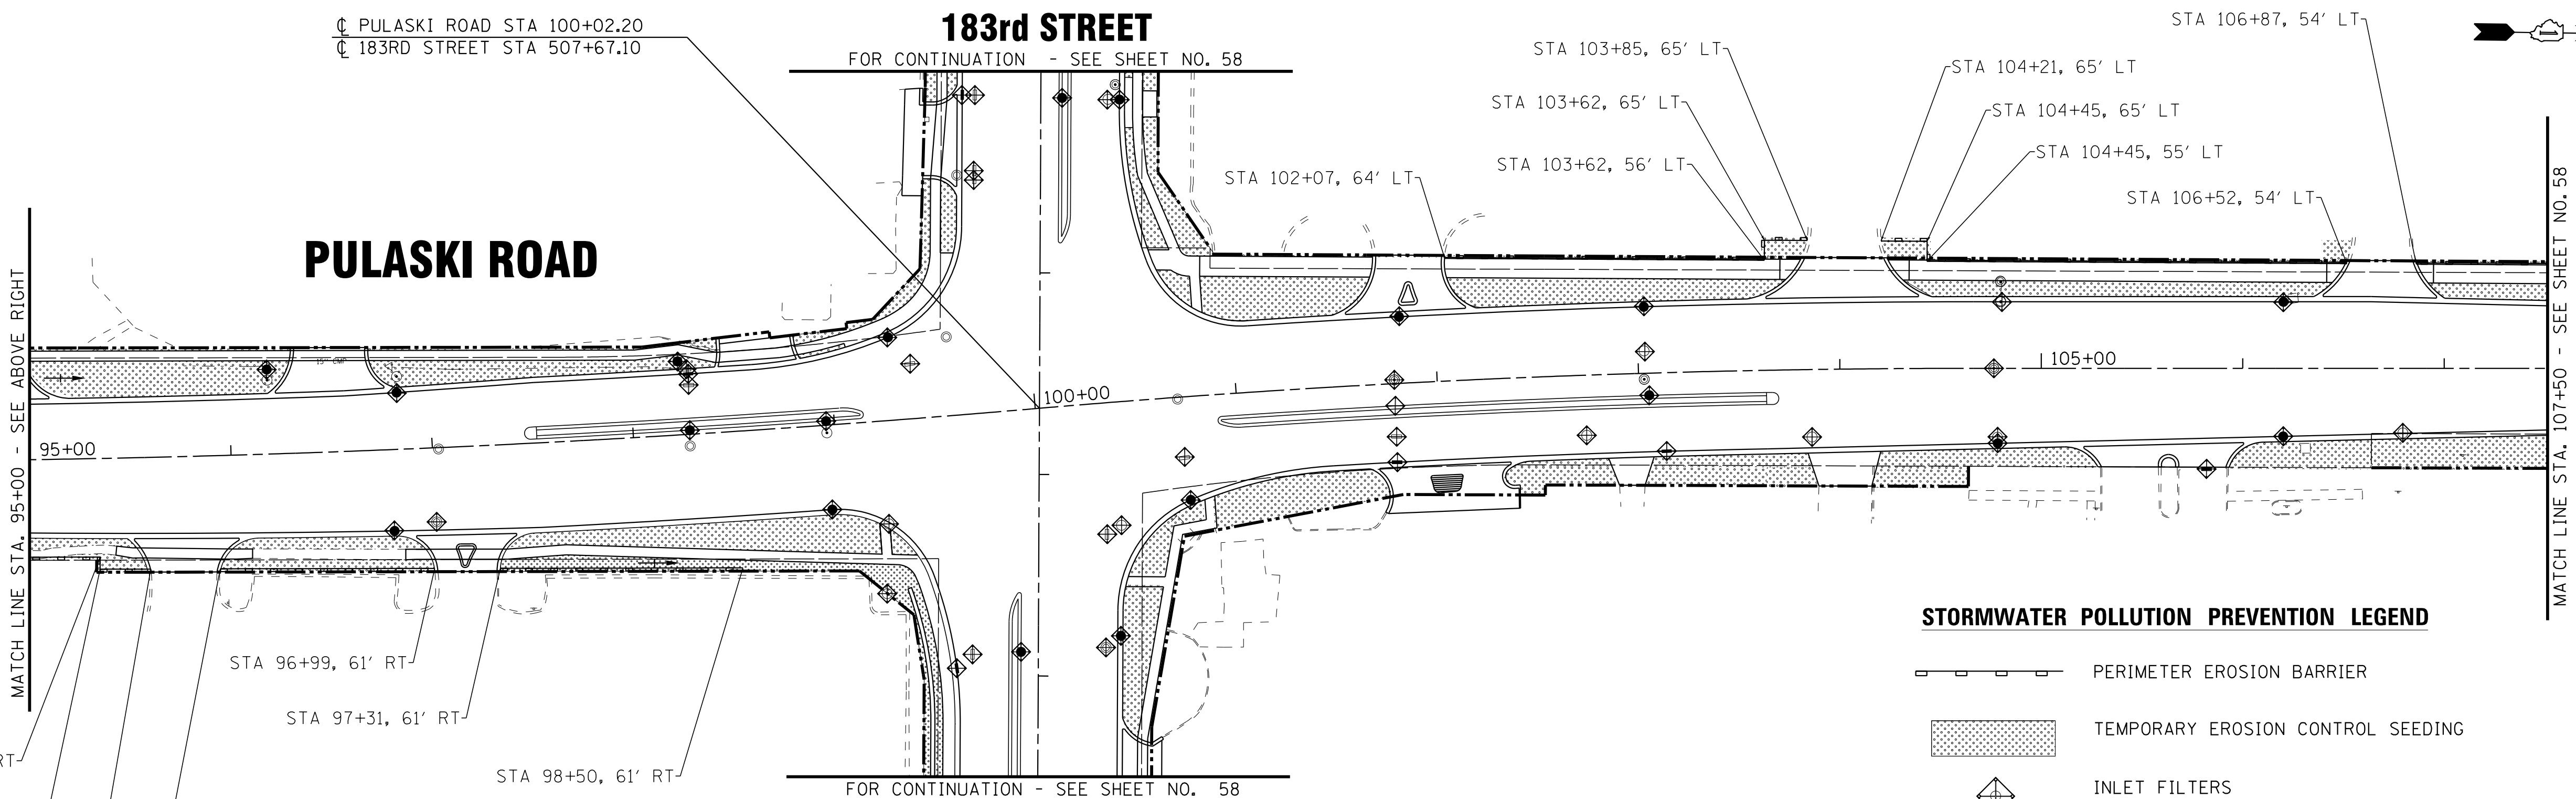 ℄ PULASKI ROAD STA 100+02.20
℄ 183RD STREET STA 507+67.10
183rd STREET
FOR CONTINUATION - SEE SHEET NO. 58
STA 106+87, 54' LT
STA 103+85, 65' LT
STA 104+21, 65' LT
STA 103+62, 65' LT
STA 104+45, 65' LT
STA 103+62, 56' LT
STA 104+45, 55' LT
STA 102+07, 64' LT
STA 106+52, 54' LT
PULASKI ROAD
MATCH LINE STA. 95+00 - SEE ABOVE RIGHT
MATCH LINE STA. 107+50 - SEE SHEET NO. 58
15" CMP
95+00
100+00
105+00
STA 96+99, 61' RT
STA 97+31, 61' RT
RT
STA 98+50, 61' RT
FOR CONTINUATION - SEE SHEET NO. 58
STORMWATER POLLUTION PREVENTION LEGEND
PERIMETER EROSION BARRIER
TEMPORARY EROSION CONTROL SEEDING
INLET FILTERS